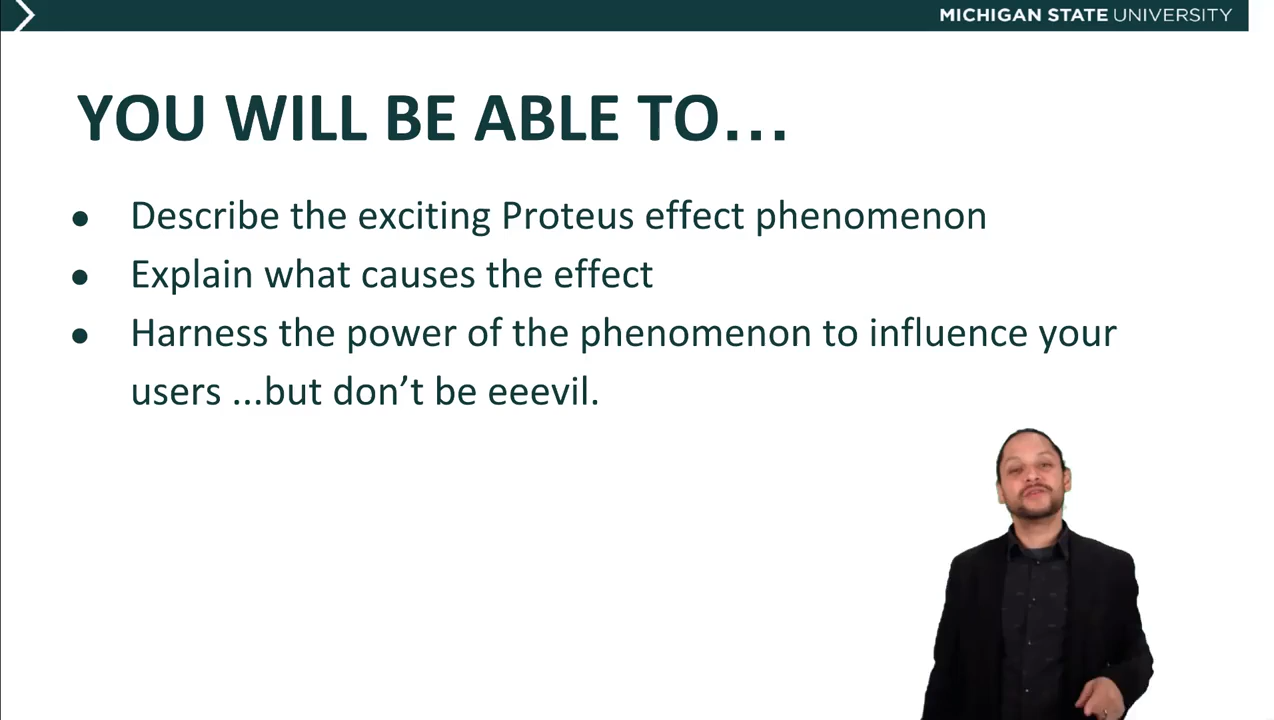 MICHIGAN STATE UNIVERSITY
YOU WILL BE ABLE TO...
● Describe the exciting Proteus effect phenomenon
● Explain what causes the effect
● Harness the power of the phenomenon to influence your
users ...but don't be eeevil.